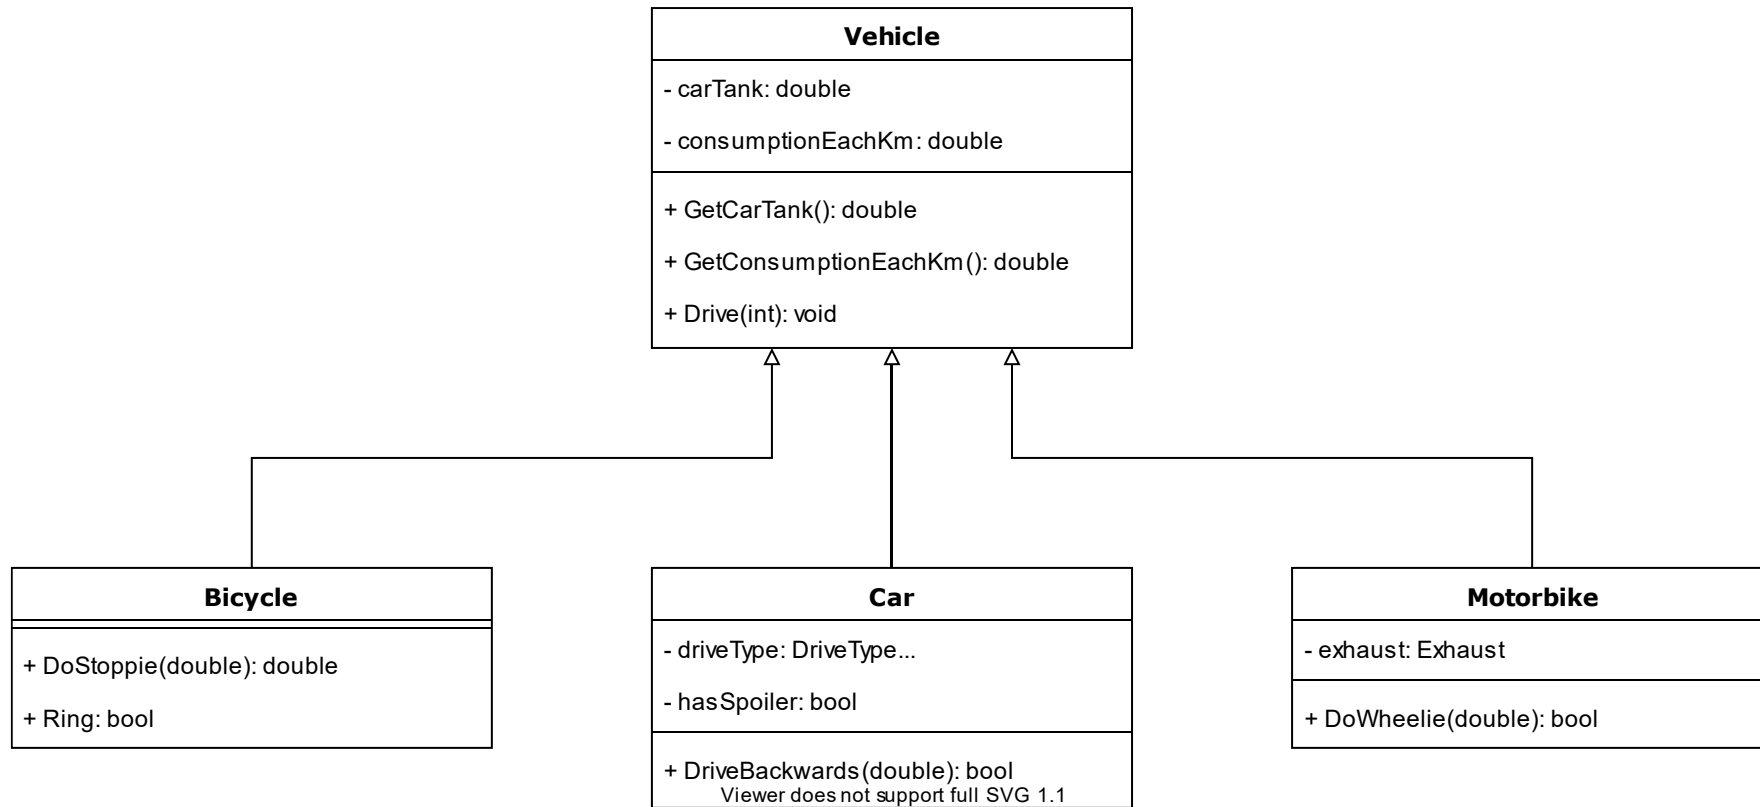 Vehicle
- carTank: double
- consumptionEachKm: double
+ GetCarTank(): double
+ GetConsumptionEachKm(): double
+ Drive(int): void
Bicycle
+ DoStoppie(double): double
+ Ring: bool
Car
- driveType: DriveType...
- hasSpoiler: bool
+ DriveBackwards(double): bool
Viewer does not support full SVG 1.1
Motorbike
- exhaust: Exhaust
+ DoWheelie(double): bool